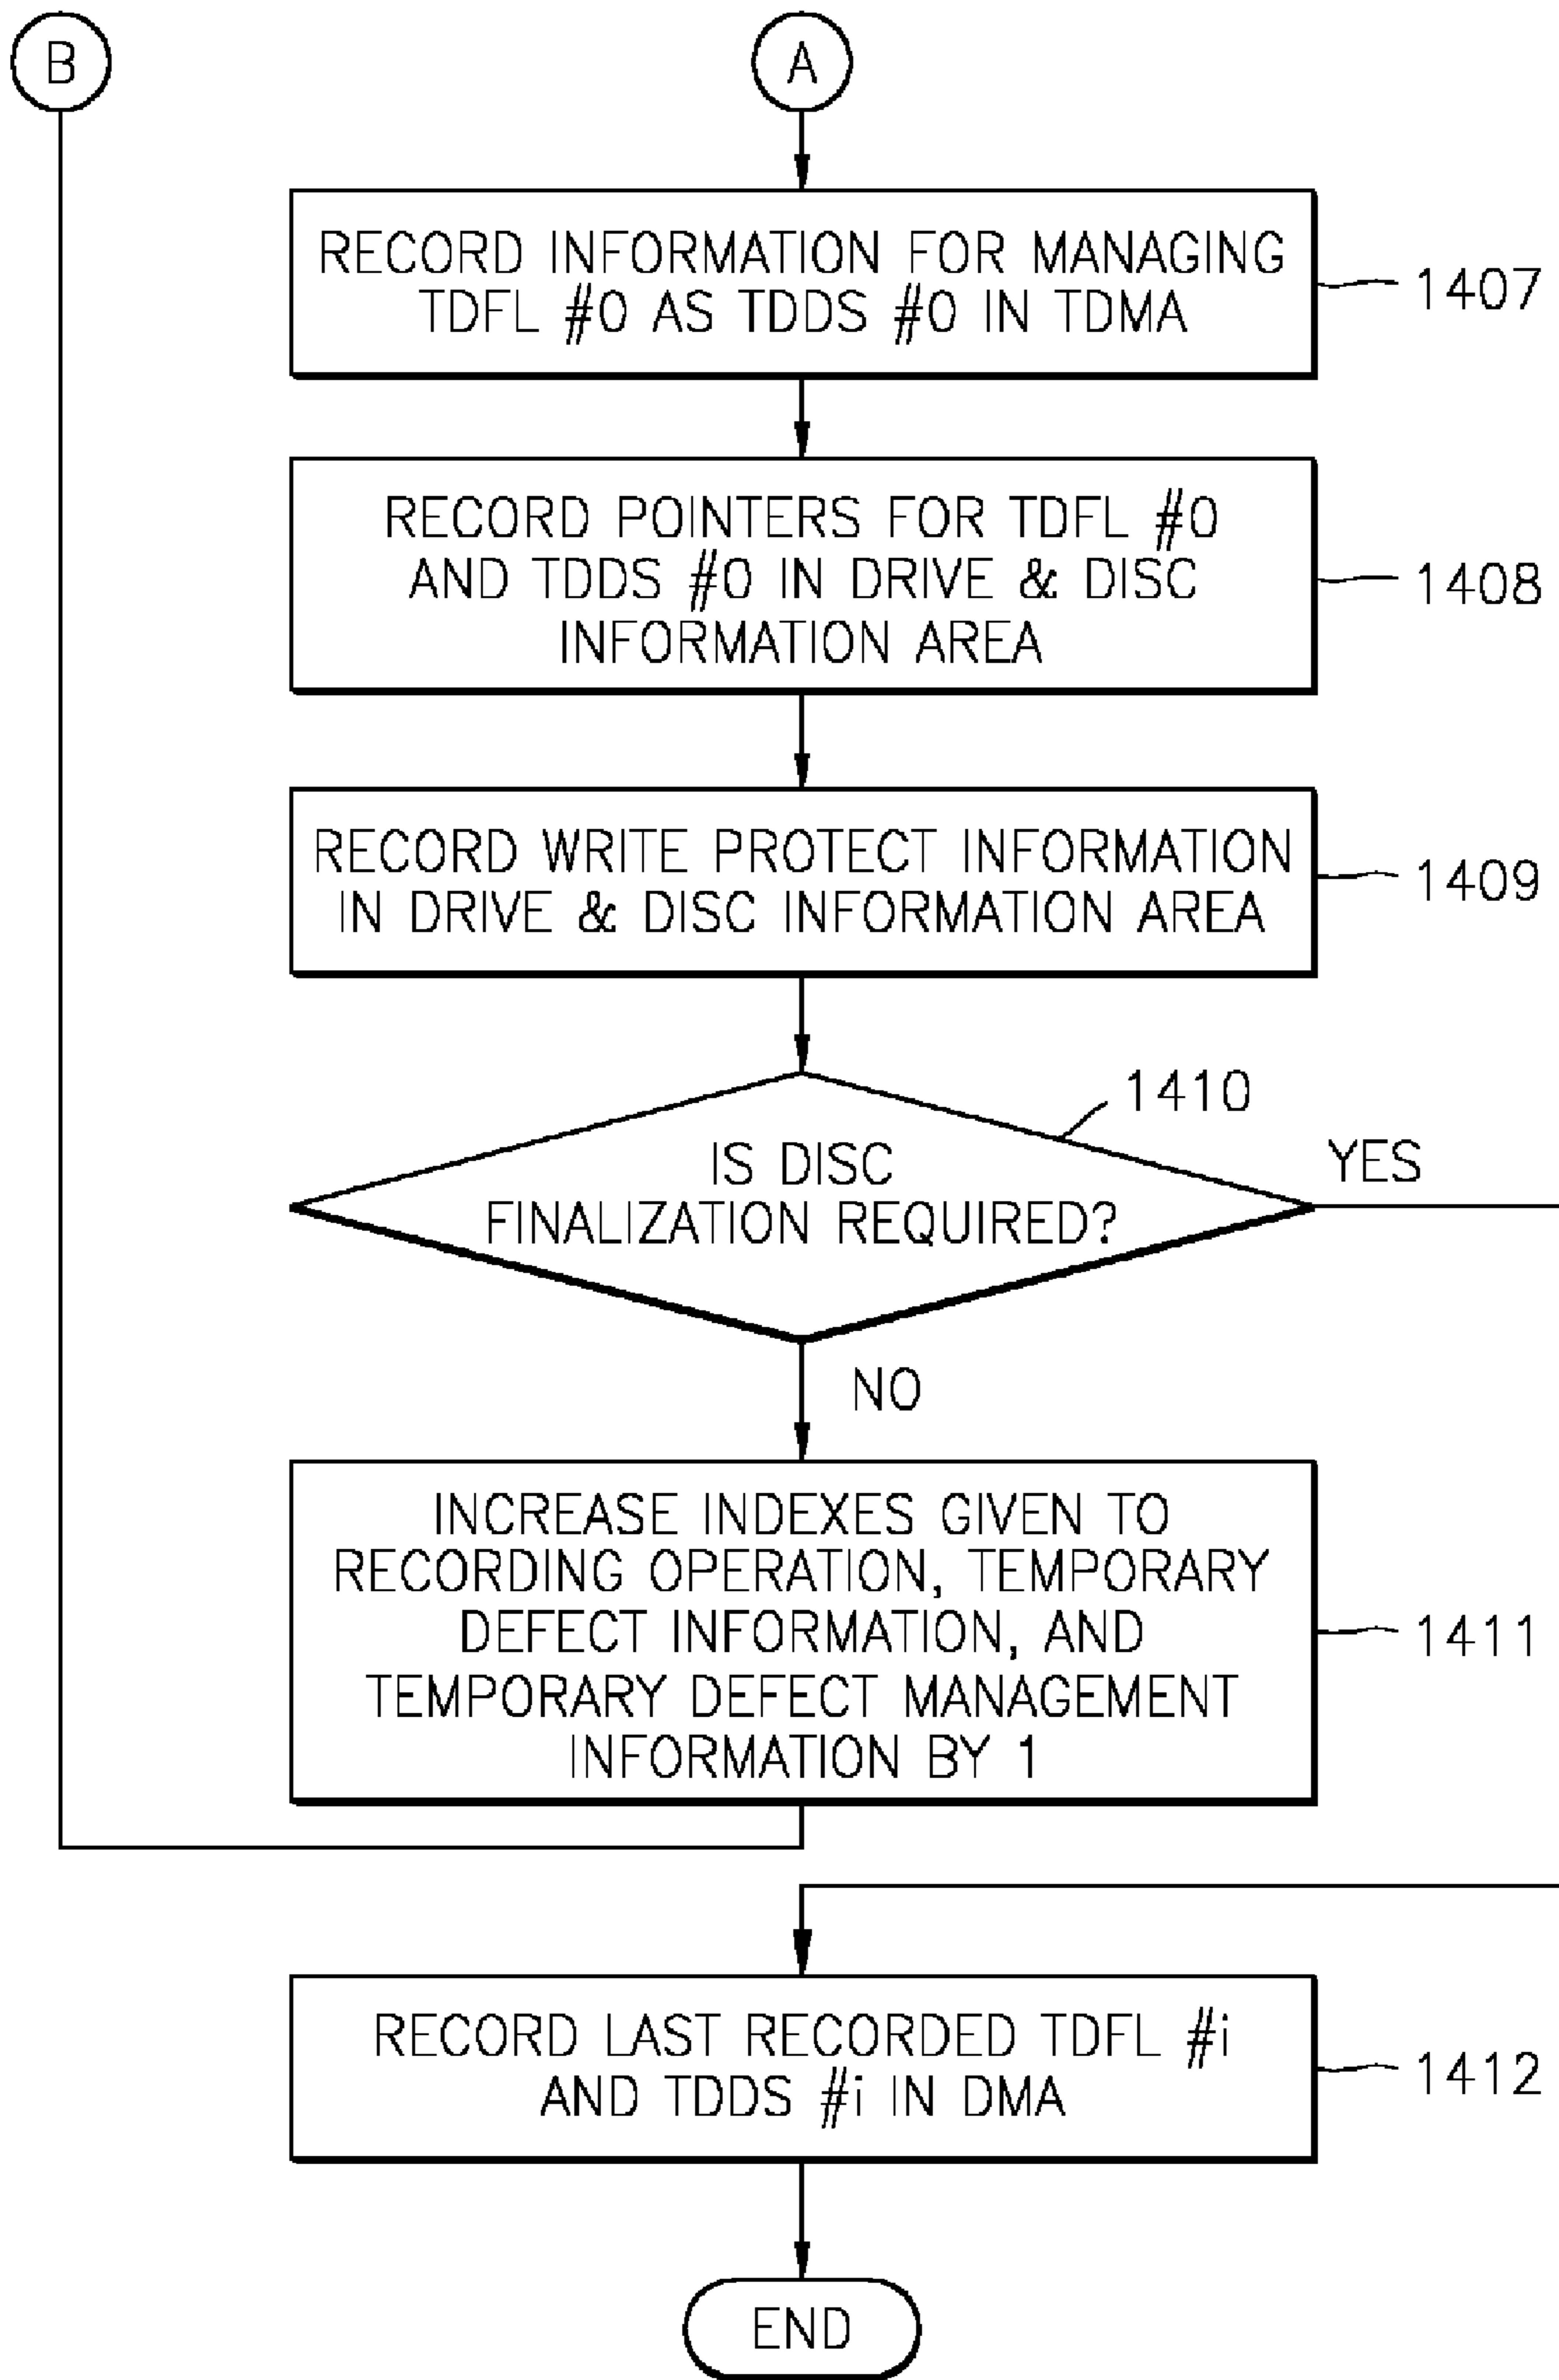 B
A
RECORD INFORMATION FOR MANAGING
TDFL #0 AS TDDS #0 IN TDMA
1407
RECORD POINTERS FOR TDFL #0
AND TDDS #0 IN DRIVE & DISC
INFORMATION AREA
1408
RECORD WRITE PROTECT INFORMATION
IN DRIVE & DISC INFORMATION AREA
1409
1410
IS DISC
FINALIZATION REQUIRED?
YES
NO
INCREASE INDEXES GIVEN TO
RECORDING OPERATION, TEMPORARY
DEFECT INFORMATION, AND
TEMPORARY DEFECT MANAGEMENT
INFORMATION BY 1
1411
RECORD LAST RECORDED TDFL #i
AND TDDS #i IN DMA
1412
END